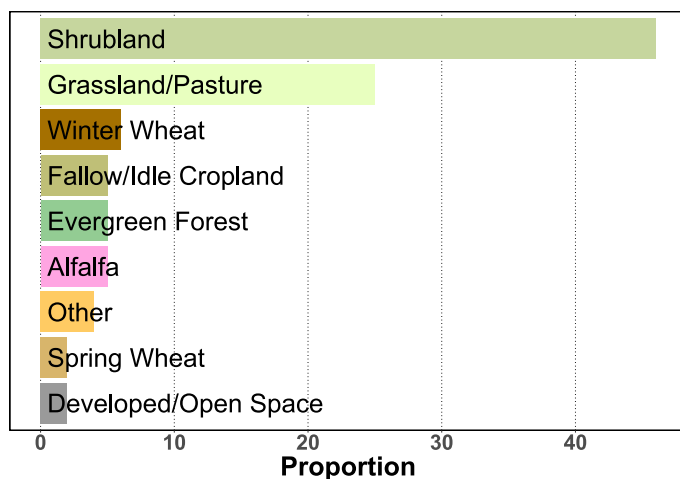 Shrubland
Grassland/Pasture
Winter Wheat
Fallow/Idle Cropland
Evergreen Forest
Alfalfa
Other
Spring Wheat
Developed/Open Space
0 10 20 30 40
Proportion